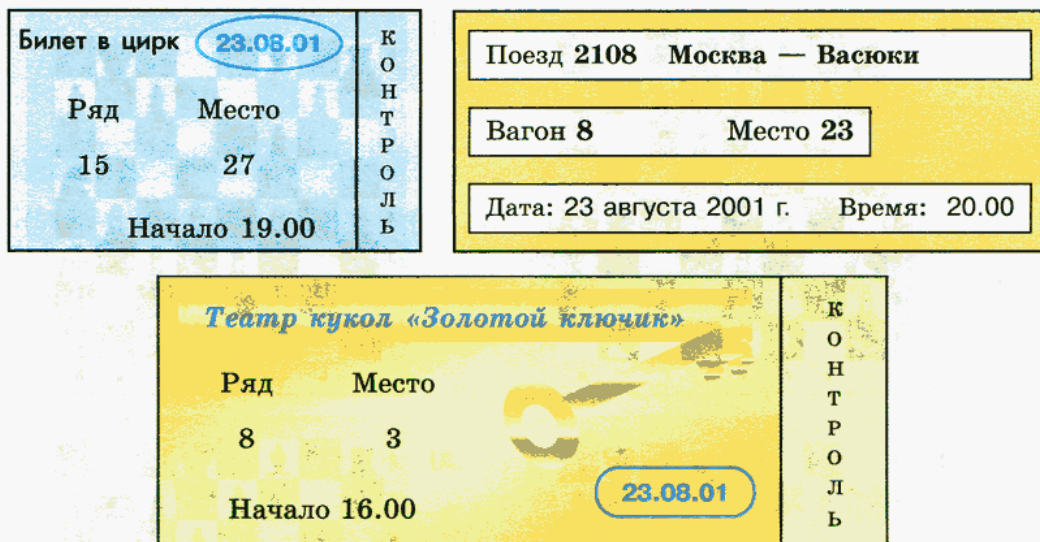 Билет в цирк 23.08.01
Ряд Место
15 27
Начало 19.00
КОНТРОЛЬ
Поезд 2108 Москва — Васюки
Вагон 8 Место 23
Дата: 23 августа 2001 г. Время: 20.00
Театр кукол «Золотой ключик»
Ряд Место
8 3
23.08.01
Начало 16.00
КОНТРОЛЬ